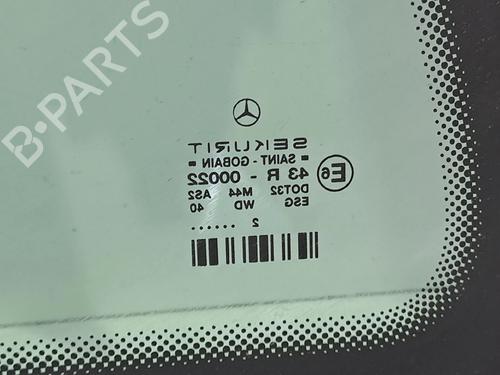 SEKURIT
= SAINT - GOBAIN =
E6 43 R - 00022
DOT32 M44 AS2
ESG WD 40
2
. . . . . .
B-PARTS